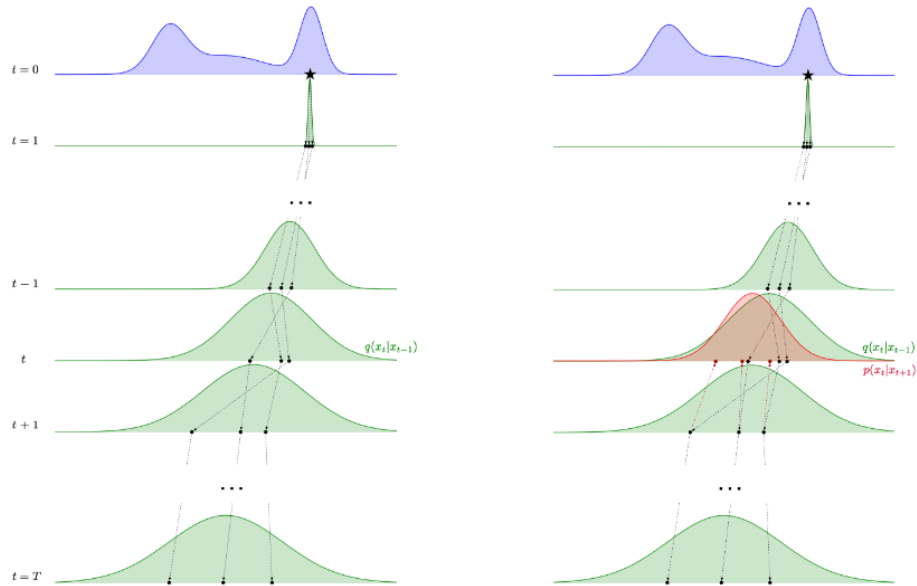 t = 0
t = 1
...
...
t − 1
q(x_t|x_{t−1})
q(x_t|x_{t−1})
t
p(x_t|x_{t+1})
t + 1
...
...
t = T